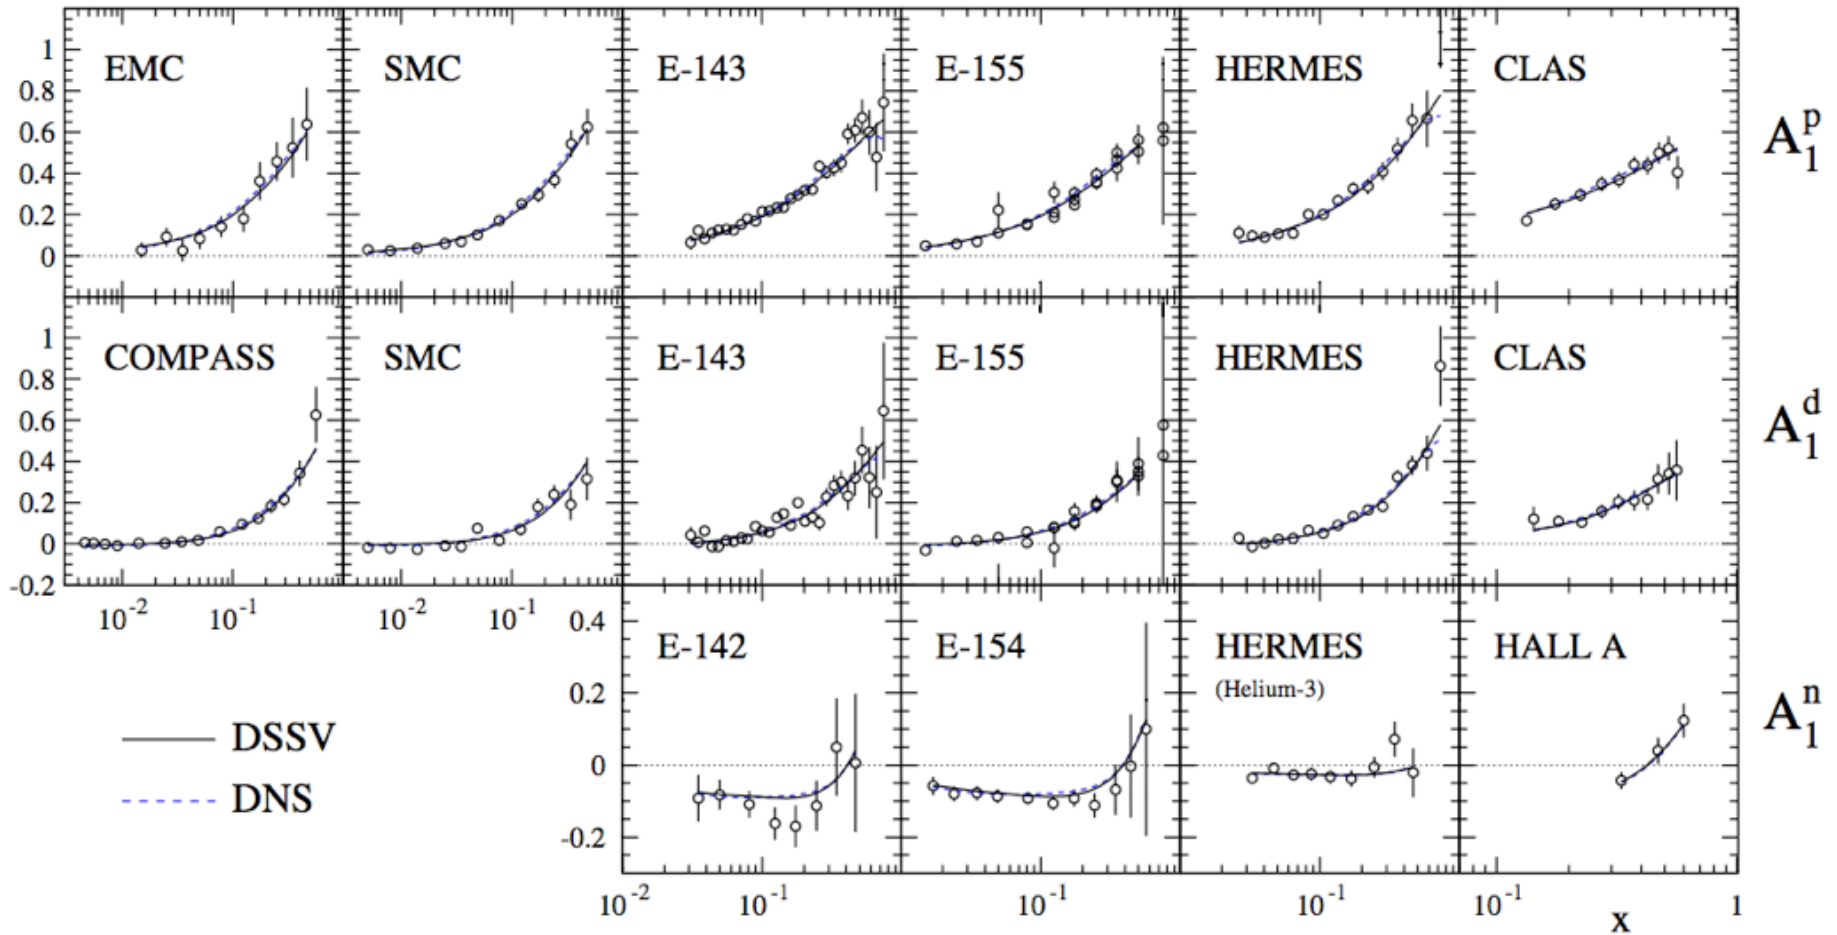 EMC SMC E-143 E-155 HERMES CLAS
1
0.8
0.6
0.4
0.2
0
A₁ᵖ
COMPASS SMC E-143 E-155 HERMES CLAS
1
0.8
0.6
0.4
0.2
0
-0.2
A₁ᵈ
10⁻² 10⁻¹ 10⁻² 10⁻¹
E-142 E-154 HERMES HALL A
(Helium-3)
0.4
0.2
0
-0.2
A₁ⁿ
DSSV
DNS
10⁻² 10⁻¹ 10⁻¹ 10⁻¹ 10⁻¹ 1
x